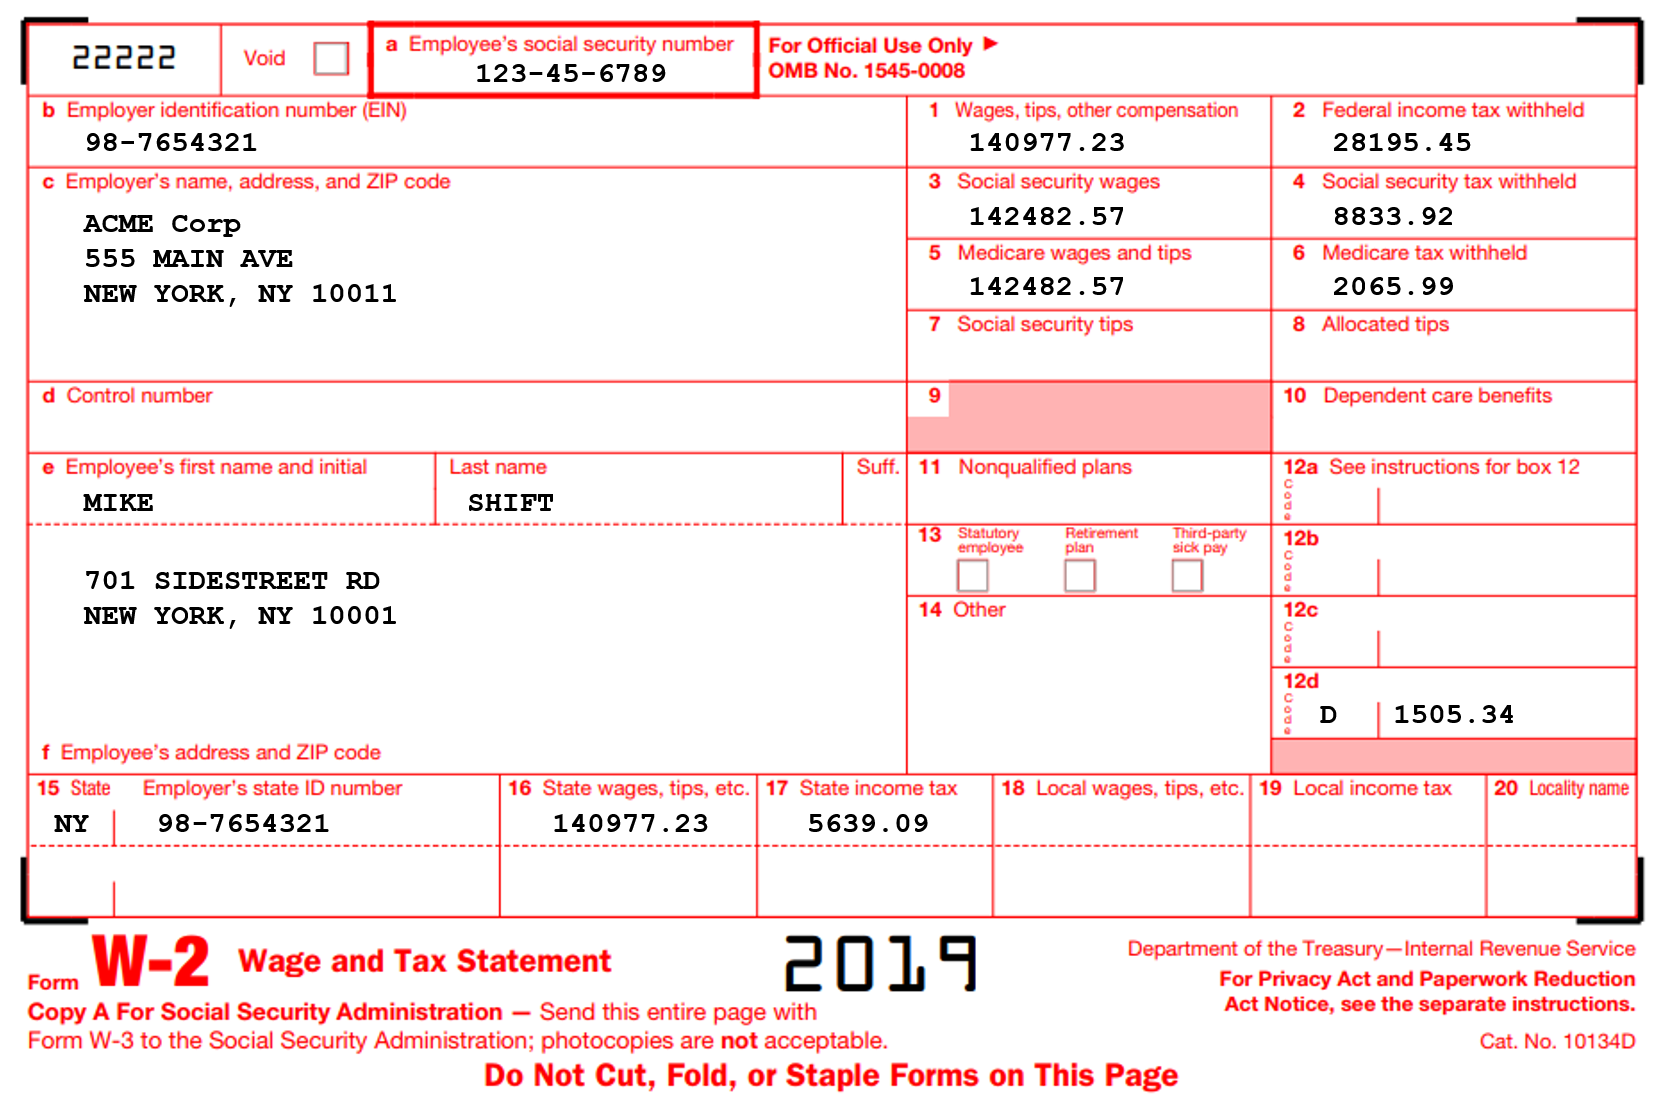 22222
Void
a Employee's social security number
123-45-6789
For Official Use Only ►
OMB No. 1545-0008
b Employer identification number (EIN)
98-7654321
1 Wages, tips, other compensation
140977.23
2 Federal income tax withheld
28195.45
c Employer's name, address, and ZIP code
ACME Corp
555 MAIN AVE
NEW YORK, NY 10011
3 Social security wages
142482.57
4 Social security tax withheld
8833.92
5 Medicare wages and tips
142482.57
6 Medicare tax withheld
2065.99
7 Social security tips
8 Allocated tips
d Control number
9
10 Dependent care benefits
e Employee's first name and initial
MIKE
Last name
SHIFT
Suff.
11 Nonqualified plans
12a See instructions for box 12
Code
13 Statutory employee
Retirement plan
Third-party sick pay
12b
Code
701 SIDESTREET RD
NEW YORK, NY 10001
14 Other
12c
Code
12d
Code
D 1505.34
f Employee's address and ZIP code
15 State
NY
Employer's state ID number
98-7654321
16 State wages, tips, etc.
140977.23
17 State income tax
5639.09
18 Local wages, tips, etc.
19 Local income tax
20 Locality name
Form W-2 Wage and Tax Statement
2019
Department of the Treasury—Internal Revenue Service
For Privacy Act and Paperwork Reduction
Act Notice, see the separate instructions.
Copy A For Social Security Administration — Send this entire page with
Form W-3 to the Social Security Administration; photocopies are not acceptable.
Cat. No. 10134D
Do Not Cut, Fold, or Staple Forms on This Page